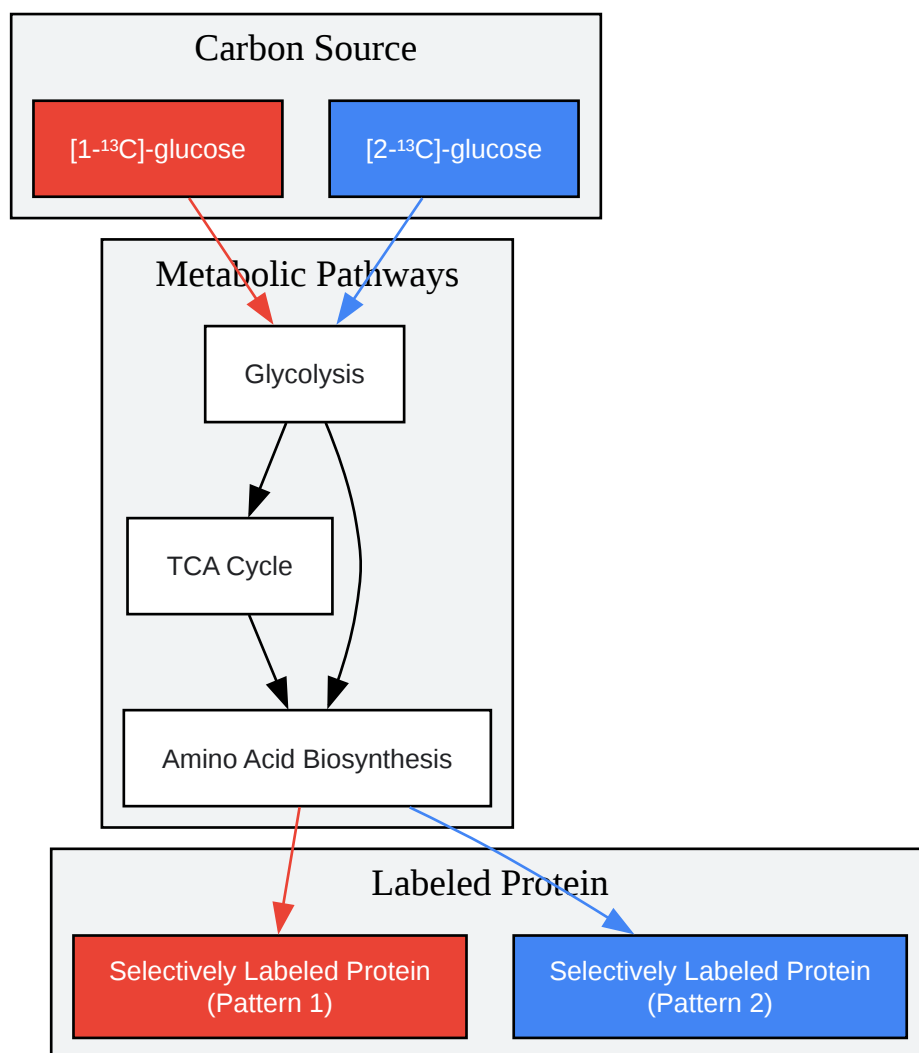 Carbon Source
[1-¹³C]-glucose
[2-¹³C]-glucose
Metabolic Pathways
Glycolysis
TCA Cycle
Amino Acid Biosynthesis
Labeled Protein
Selectively Labeled Protein
(Pattern 1)
Selectively Labeled Protein
(Pattern 2)